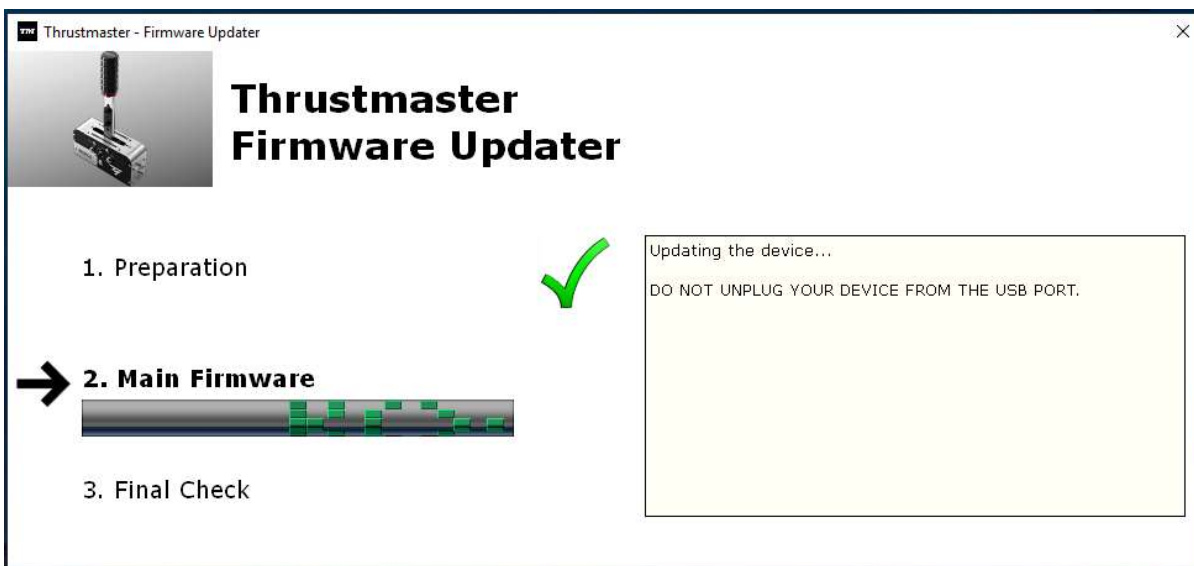 Thrustmaster - Firmware Updater
Thrustmaster
Firmware Updater
1. Preparation
Updating the device...
DO NOT UNPLUG YOUR DEVICE FROM THE USB PORT.
2. Main Firmware
3. Final Check